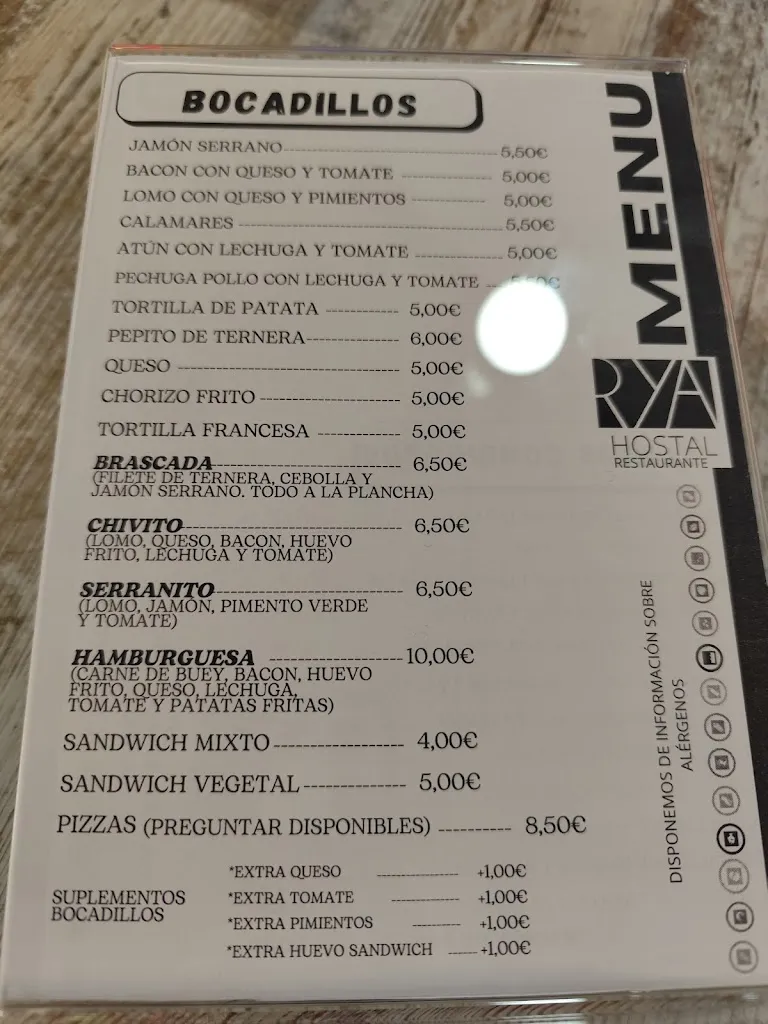 BOCADILLOS
JAMÓN SERRANO 5,50€
BACON CON QUESO Y TOMATE 5,00€
LOMO CON QUESO Y PIMIENTOS 5,00€
CALAMARES 5,50€
ATÚN CON LECHUGA Y TOMATE 5,00€
PECHUGA POLLO CON LECHUGA Y TOMATE
TORTILLA DE PATATA 5,00€
PEPITO DE TERNERA 6,00€
QUESO 5,00€
CHORIZO FRITO 5,00€
TORTILLA FRANCESA 5,00€
BRASCADA 6,50€
(FILETE DE TERNERA, CEBOLLA Y
JAMÓN SERRANO. TODO A LA PLANCHA)
CHIVITO 6,50€
(LOMO, QUESO, BACON, HUEVO
FRITO, LECHUGA Y TOMATE)
SERRANITO 6,50€
(LOMO, JAMÓN, PIMENTO VERDE
Y TOMATE)
HAMBURGUESA 10,00€
(CARNE DE BUEY, BACON, HUEVO
FRITO, QUESO, LECHUGA,
TOMATE Y PATATAS FRITAS)
SANDWICH MIXTO 4,00€
SANDWICH VEGETAL 5,00€
PIZZAS (PREGUNTAR DISPONIBLES) 8,50€
SUPLEMENTOS
BOCADILLOS
*EXTRA QUESO +1,00€
*EXTRA TOMATE +1,00€
*EXTRA PIMIENTOS +1,00€
*EXTRA HUEVO SANDWICH +1,00€
MENU
RYA
HOSTAL
RESTAURANTE
DISPONEMOS DE INFORMACIÓN SOBRE
ALÉRGENOS